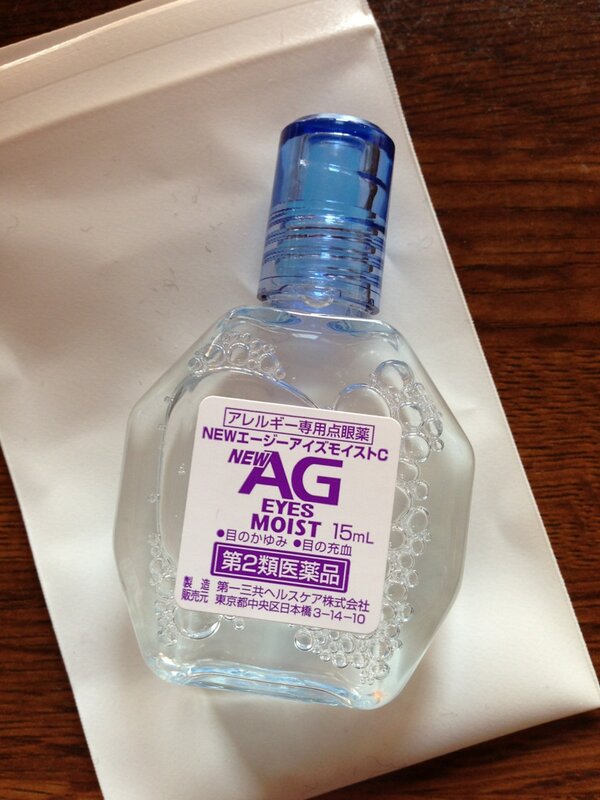 アレルギー専用点眼薬
NEWエージーアイズモイストC
NEW AG
EYES
MOIST 15mL
●目のかゆみ ●目の充血
第2類医薬品
製造販売元 第一三共ヘルスケア株式会社
東京都中央区日本橋3-14-10